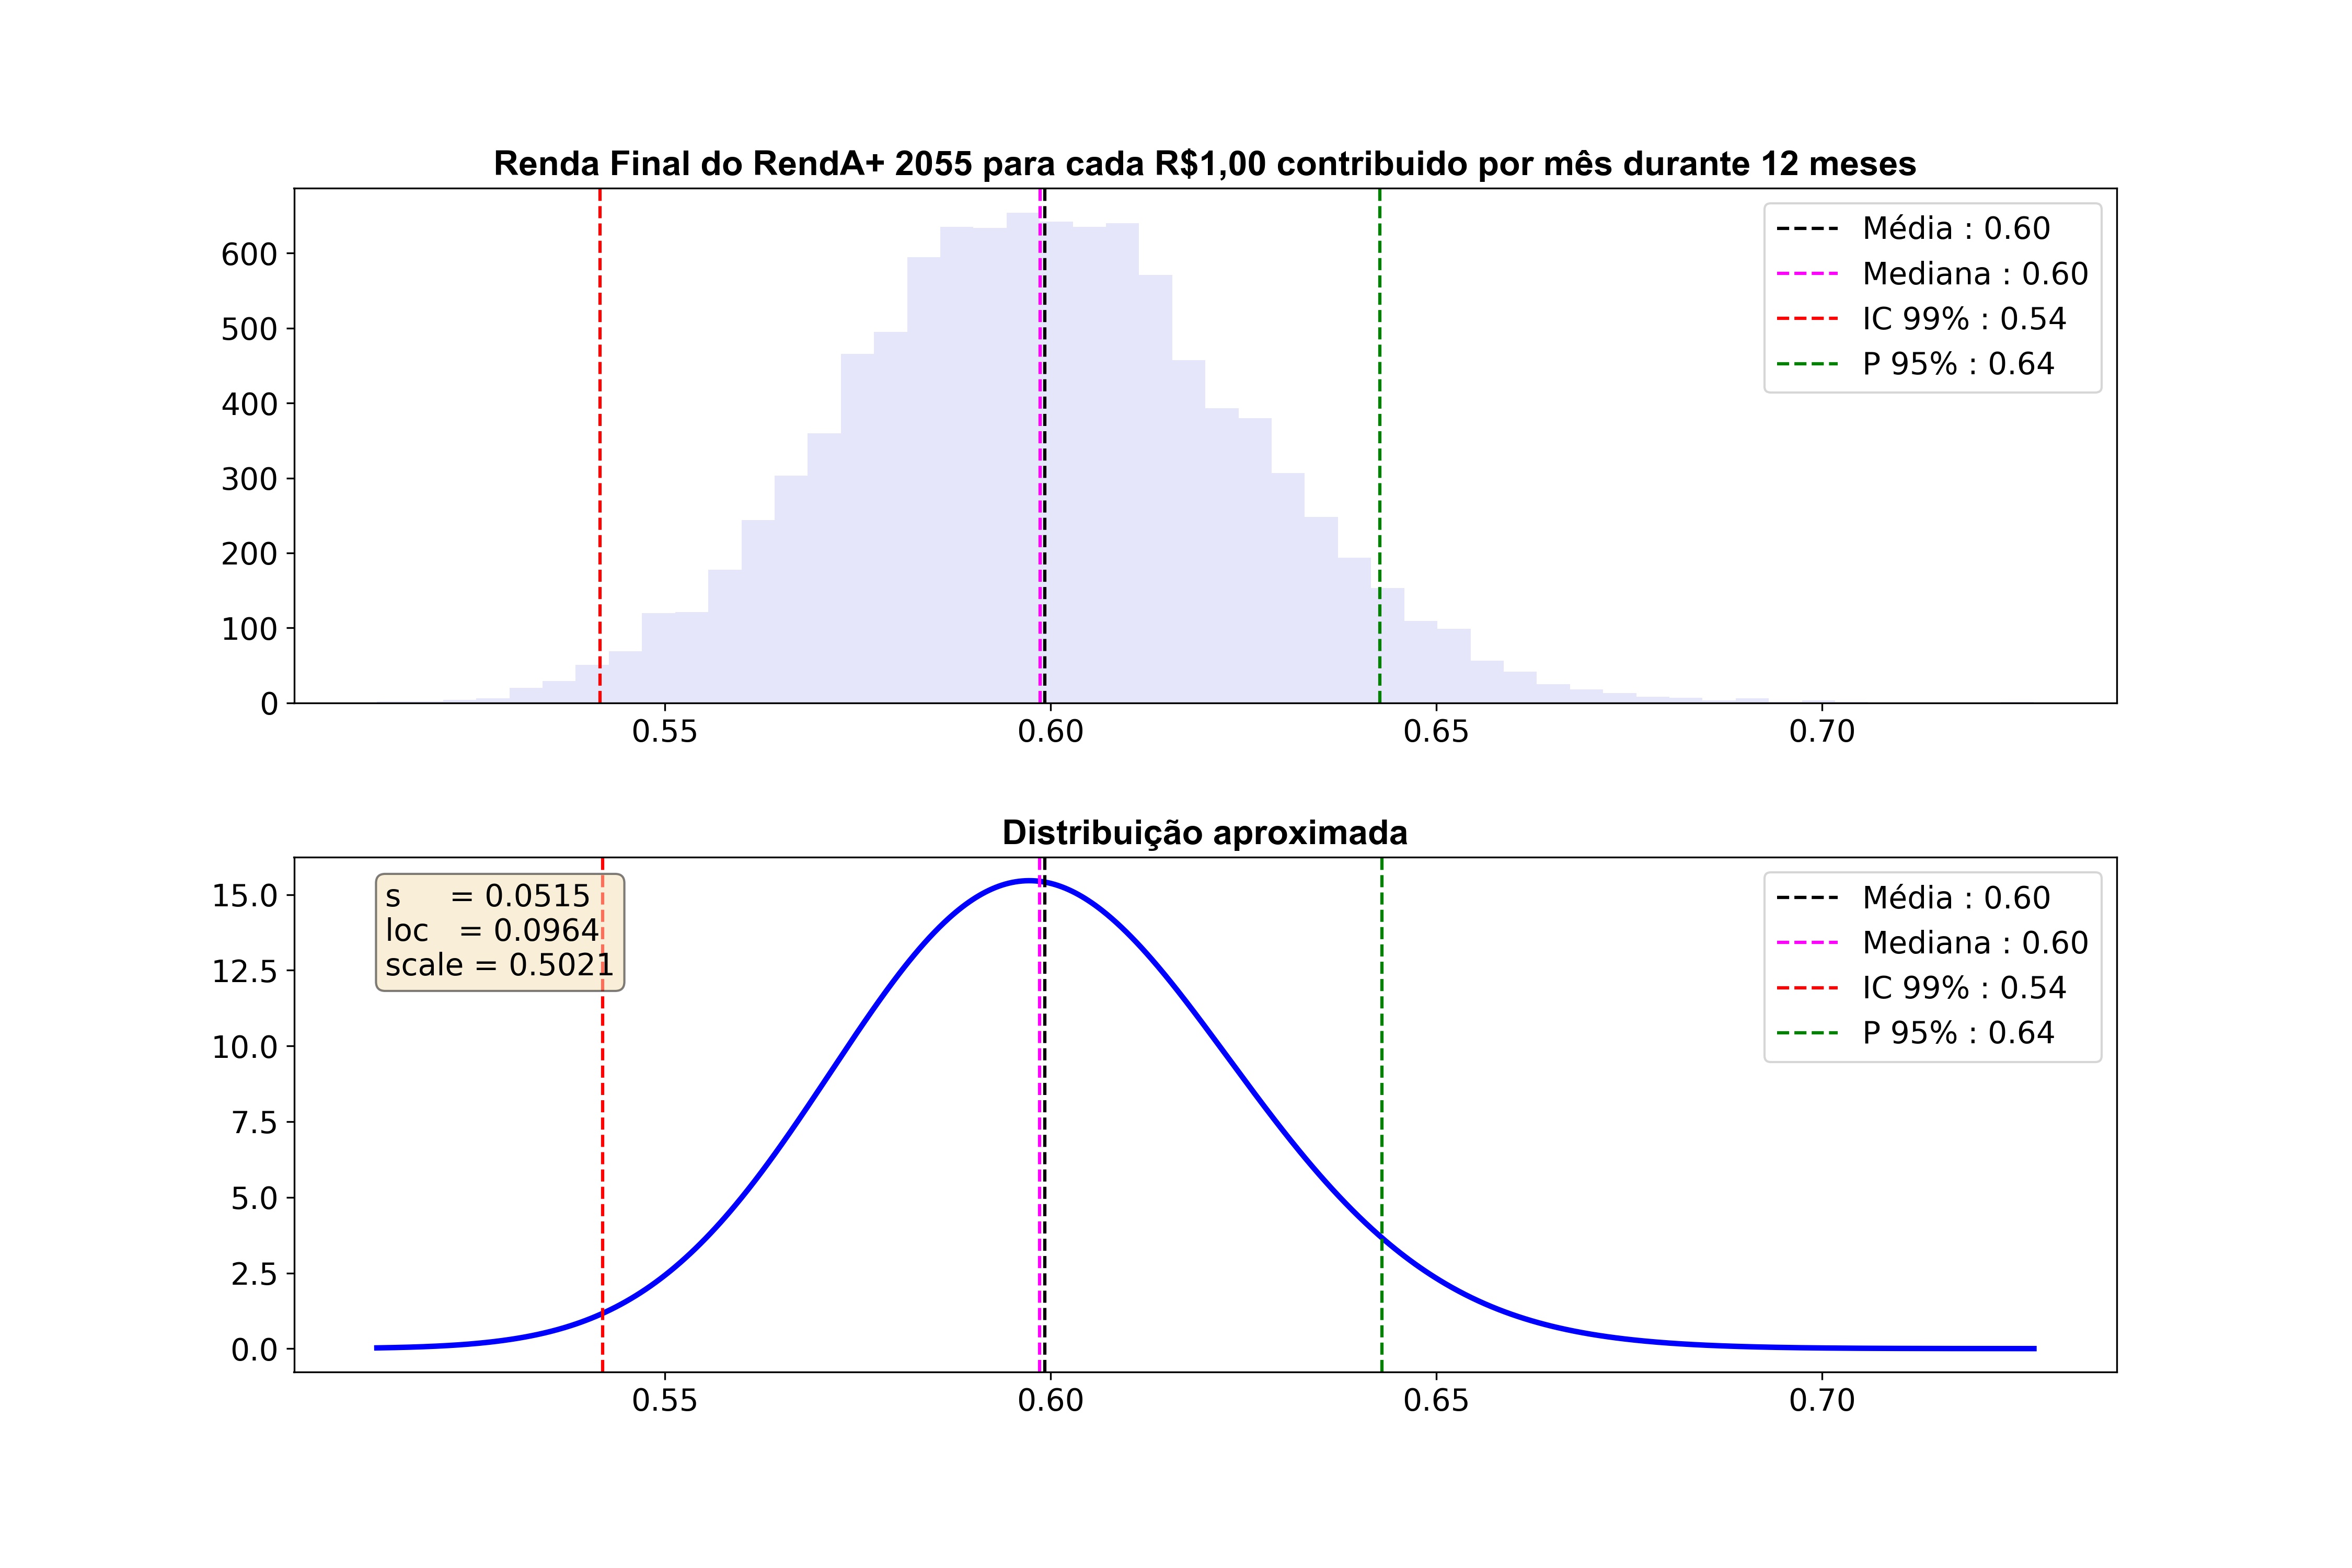 Renda Final do RendA+ 2055 para cada R$1,00 contribuido por mês durante 12 meses
600
500
400
300
200
100
0
Média : 0.60
Mediana : 0.60
IC 99% : 0.54
P 95% : 0.64
0.55 0.60 0.65 0.70
Distribuição aproximada
15.0
12.5
10.0
7.5
5.0
2.5
0.0
s = 0.0515
loc = 0.0964
scale = 0.5021
Média : 0.60
Mediana : 0.60
IC 99% : 0.54
P 95% : 0.64
0.55 0.60 0.65 0.70